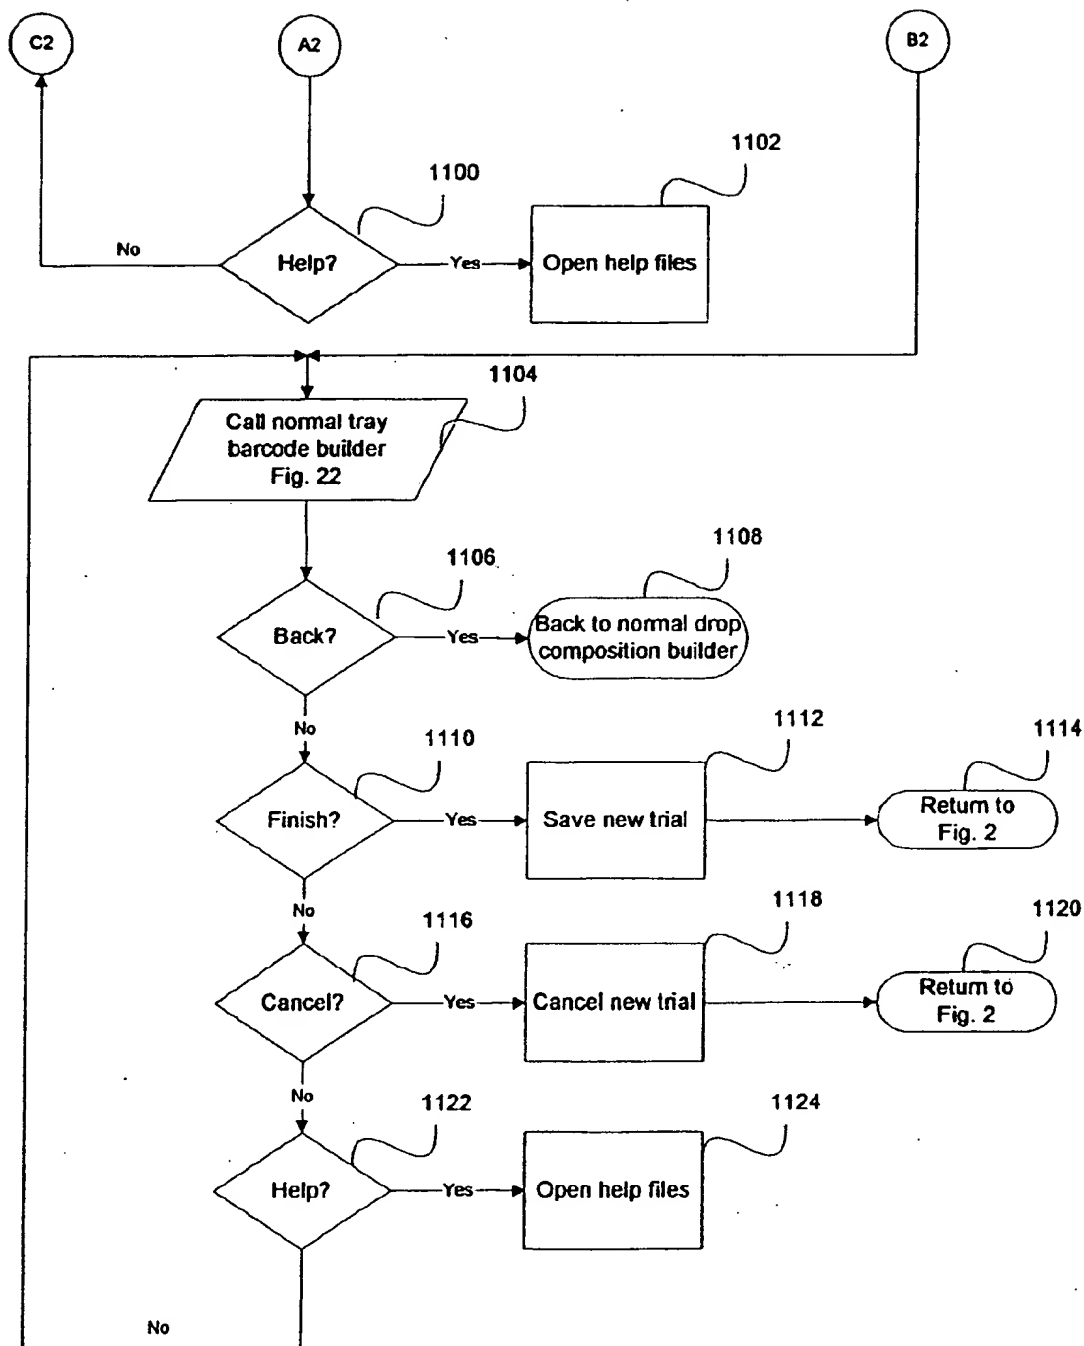 C2
A2
B2
1102
1100
No
Help?
Yes
Open help files
1104
Call normal tray
barcode builder
Fig. 22
1108
1106
Back?
Yes
Back to normal drop
composition builder
No
1112
1114
1110
Finish?
Yes
Save new trial
Return to
Fig. 2
No
1118
1120
1116
Cancel?
Yes
Cancel new trial
Return to
Fig. 2
No
1122
1124
Help?
Yes
Open help files
No